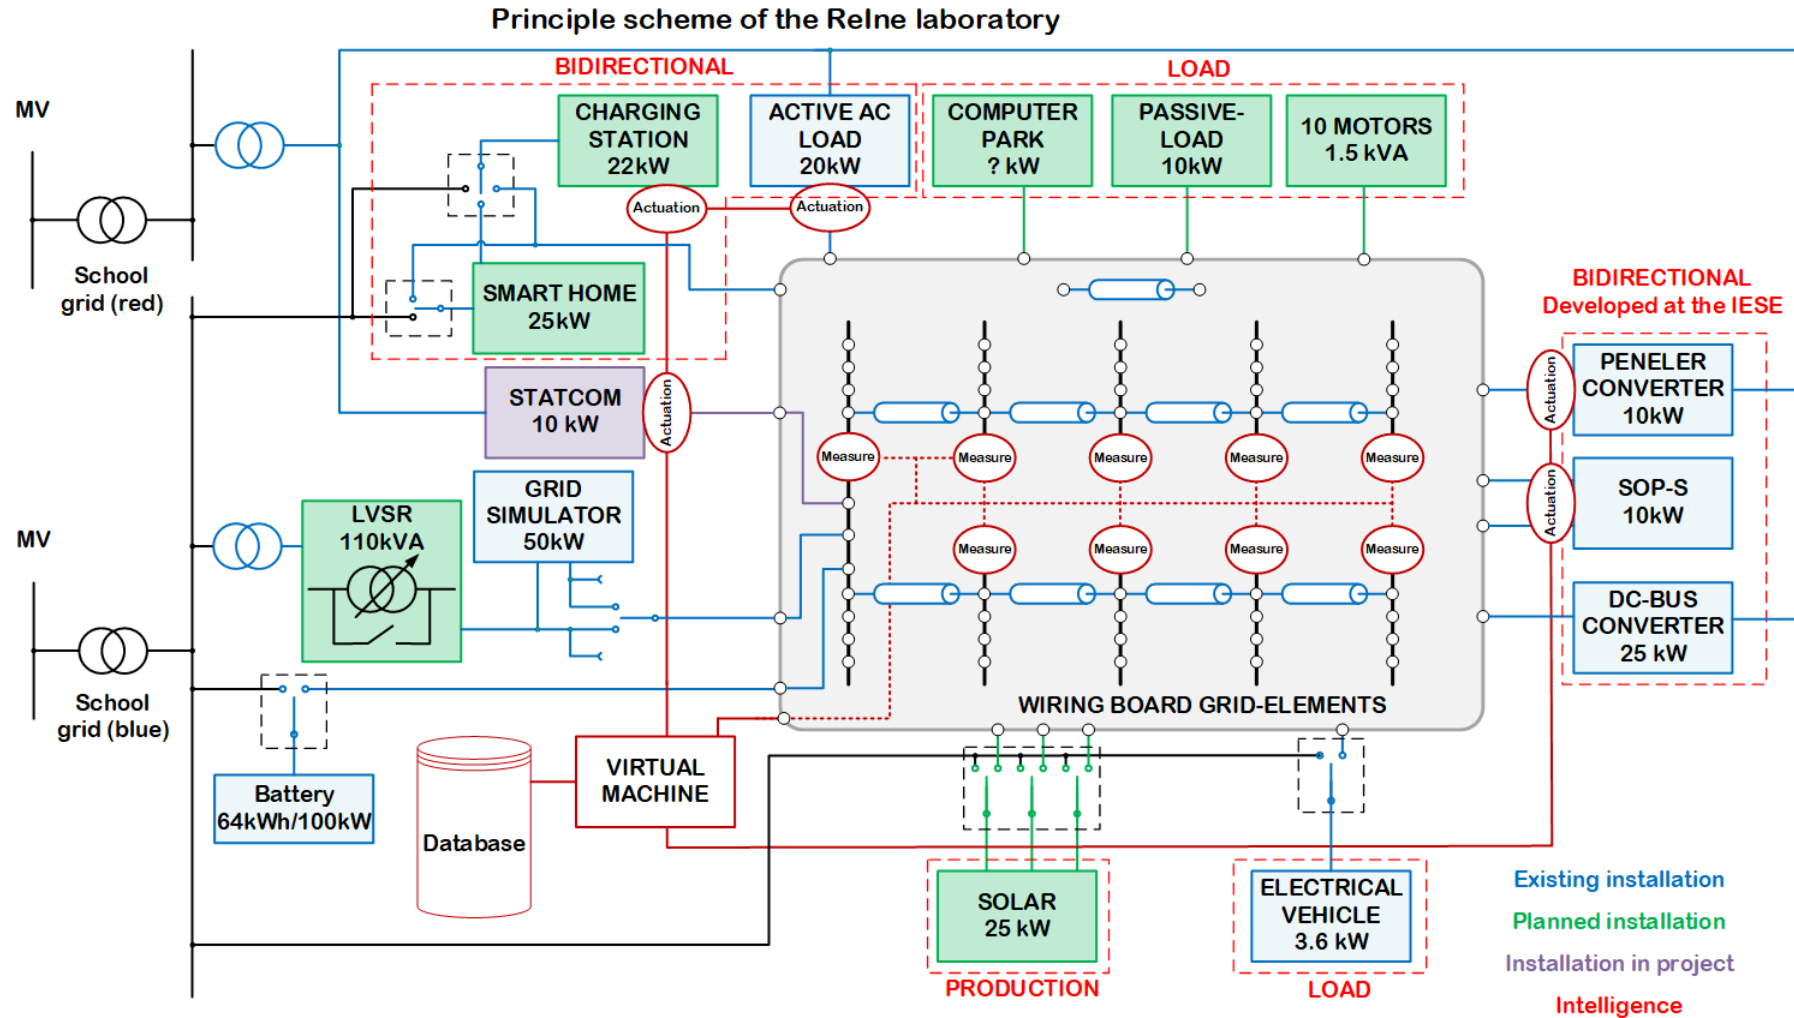 Principle scheme of the ReIne laboratory
BIDIRECTIONAL
LOAD
MV
CHARGING
STATION
22kW
ACTIVE AC
LOAD
20kW
COMPUTER
PARK
? kW
PASSIVE-
LOAD
10kW
10 MOTORS
1.5 kVA
Actuation
Actuation
School
grid (red)
SMART HOME
25kW
BIDIRECTIONAL
Developed at the IESE
STATCOM
10 kW
Actuation
Actuation
PENELER
CONVERTER
10kW
Measure
Measure
Measure
Measure
Measure
MV
LVSR
110kVA
GRID
SIMULATOR
50kW
Actuation
SOP-S
10kW
Measure
Measure
Measure
Measure
DC-BUS
CONVERTER
25 kW
School
grid (blue)
WIRING BOARD GRID-ELEMENTS
Battery
64kWh/100kW
Database
VIRTUAL
MACHINE
SOLAR
25 kW
PRODUCTION
ELECTRICAL
VEHICLE
3.6 kW
LOAD
Existing installation
Planned installation
Installation in project
Intelligence